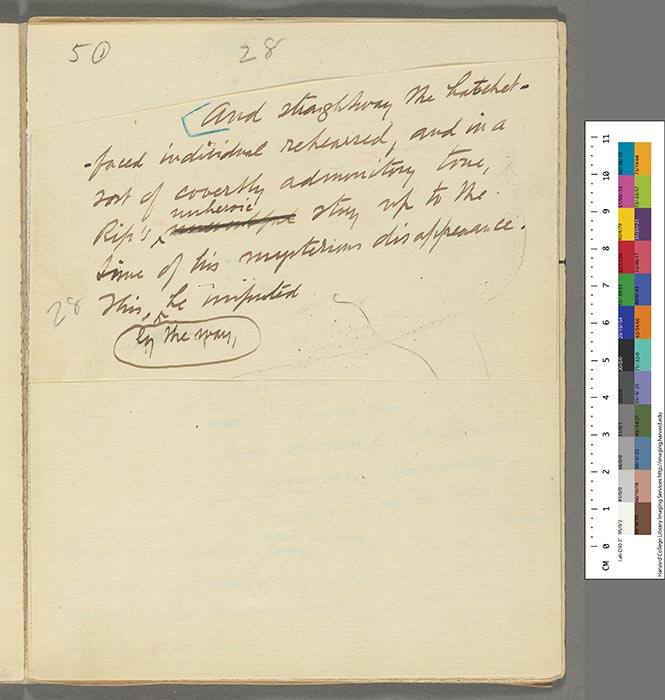 50 ①
28
And straightway the hatchet-
-faced individual rehearsed, and in a
sort of covertly admonitory tone,
unheroic
Rip's ‸ story up to the
time of his mysterious disappearance.
28
This, ‸ he imputed
by the way,
11
10
9
8
7
6
5
4
3
2
1
CM 0
Harvard College Library Imaging Services http://imaging.harvard.edu